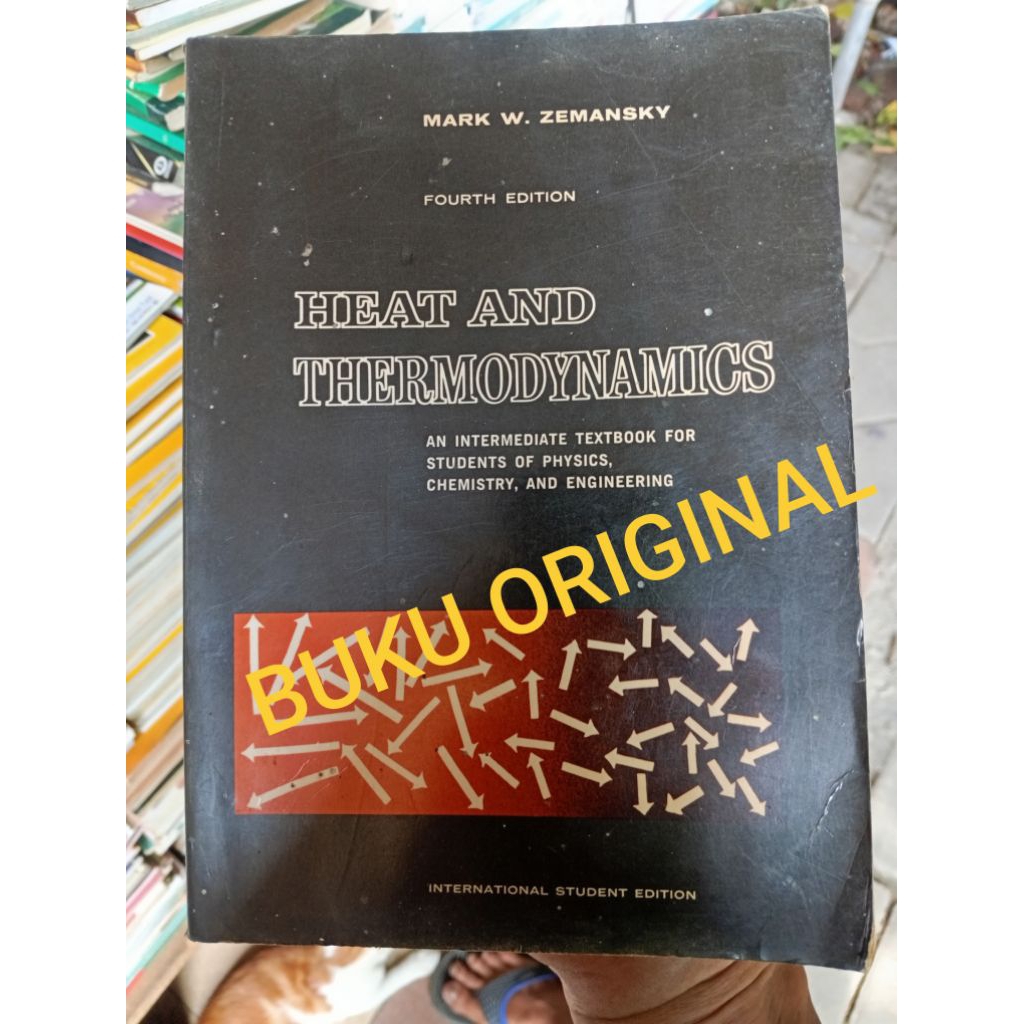 MARK W. ZEMANSKY
FOURTH EDITION
HEAT AND
THERMODYNAMICS
AN INTERMEDIATE TEXTBOOK FOR
STUDENTS OF PHYSICS,
CHEMISTRY, AND ENGINEERING
BUKU ORIGINAL
INTERNATIONAL STUDENT EDITION